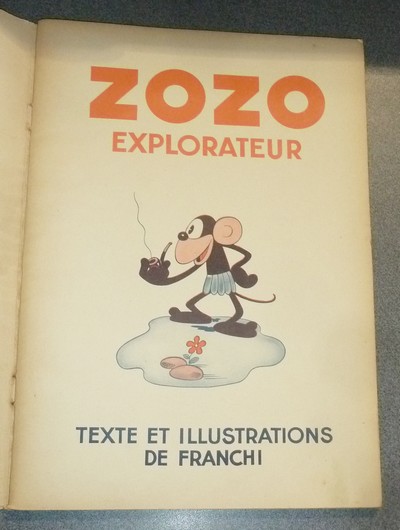 ZOZO
EXPLORATEUR
TEXTE ET ILLUSTRATIONS
DE FRANCHI